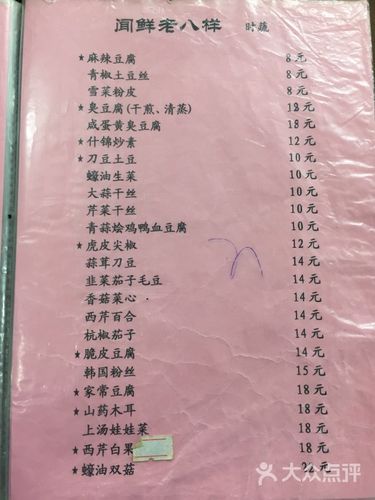 闻鲜老八样 时蔬
★麻辣豆腐 8元
青椒土豆丝 8元
雪菜粉皮 8元
★臭豆腐(干煎、清蒸) 12元
咸蛋黄臭豆腐 18元
★什锦炒素 12元
★刀豆土豆 10元
蠔油生菜 10元
大蒜干丝 10元
芹菜干丝 10元
青蒜烩鸡鸭血豆腐 10元
★虎皮尖椒 12元
蒜茸刀豆 14元
韭菜茄子毛豆 14元
香菇菜心 14元
西芹百合 14元
杭椒茄子 14元
★脆皮豆腐 14元
韩国粉丝 15元
★家常豆腐 18元
★山药木耳 18元
上汤娃娃菜 18元
★西芹白果 18元
★蠔油双菇 22元
大众点评